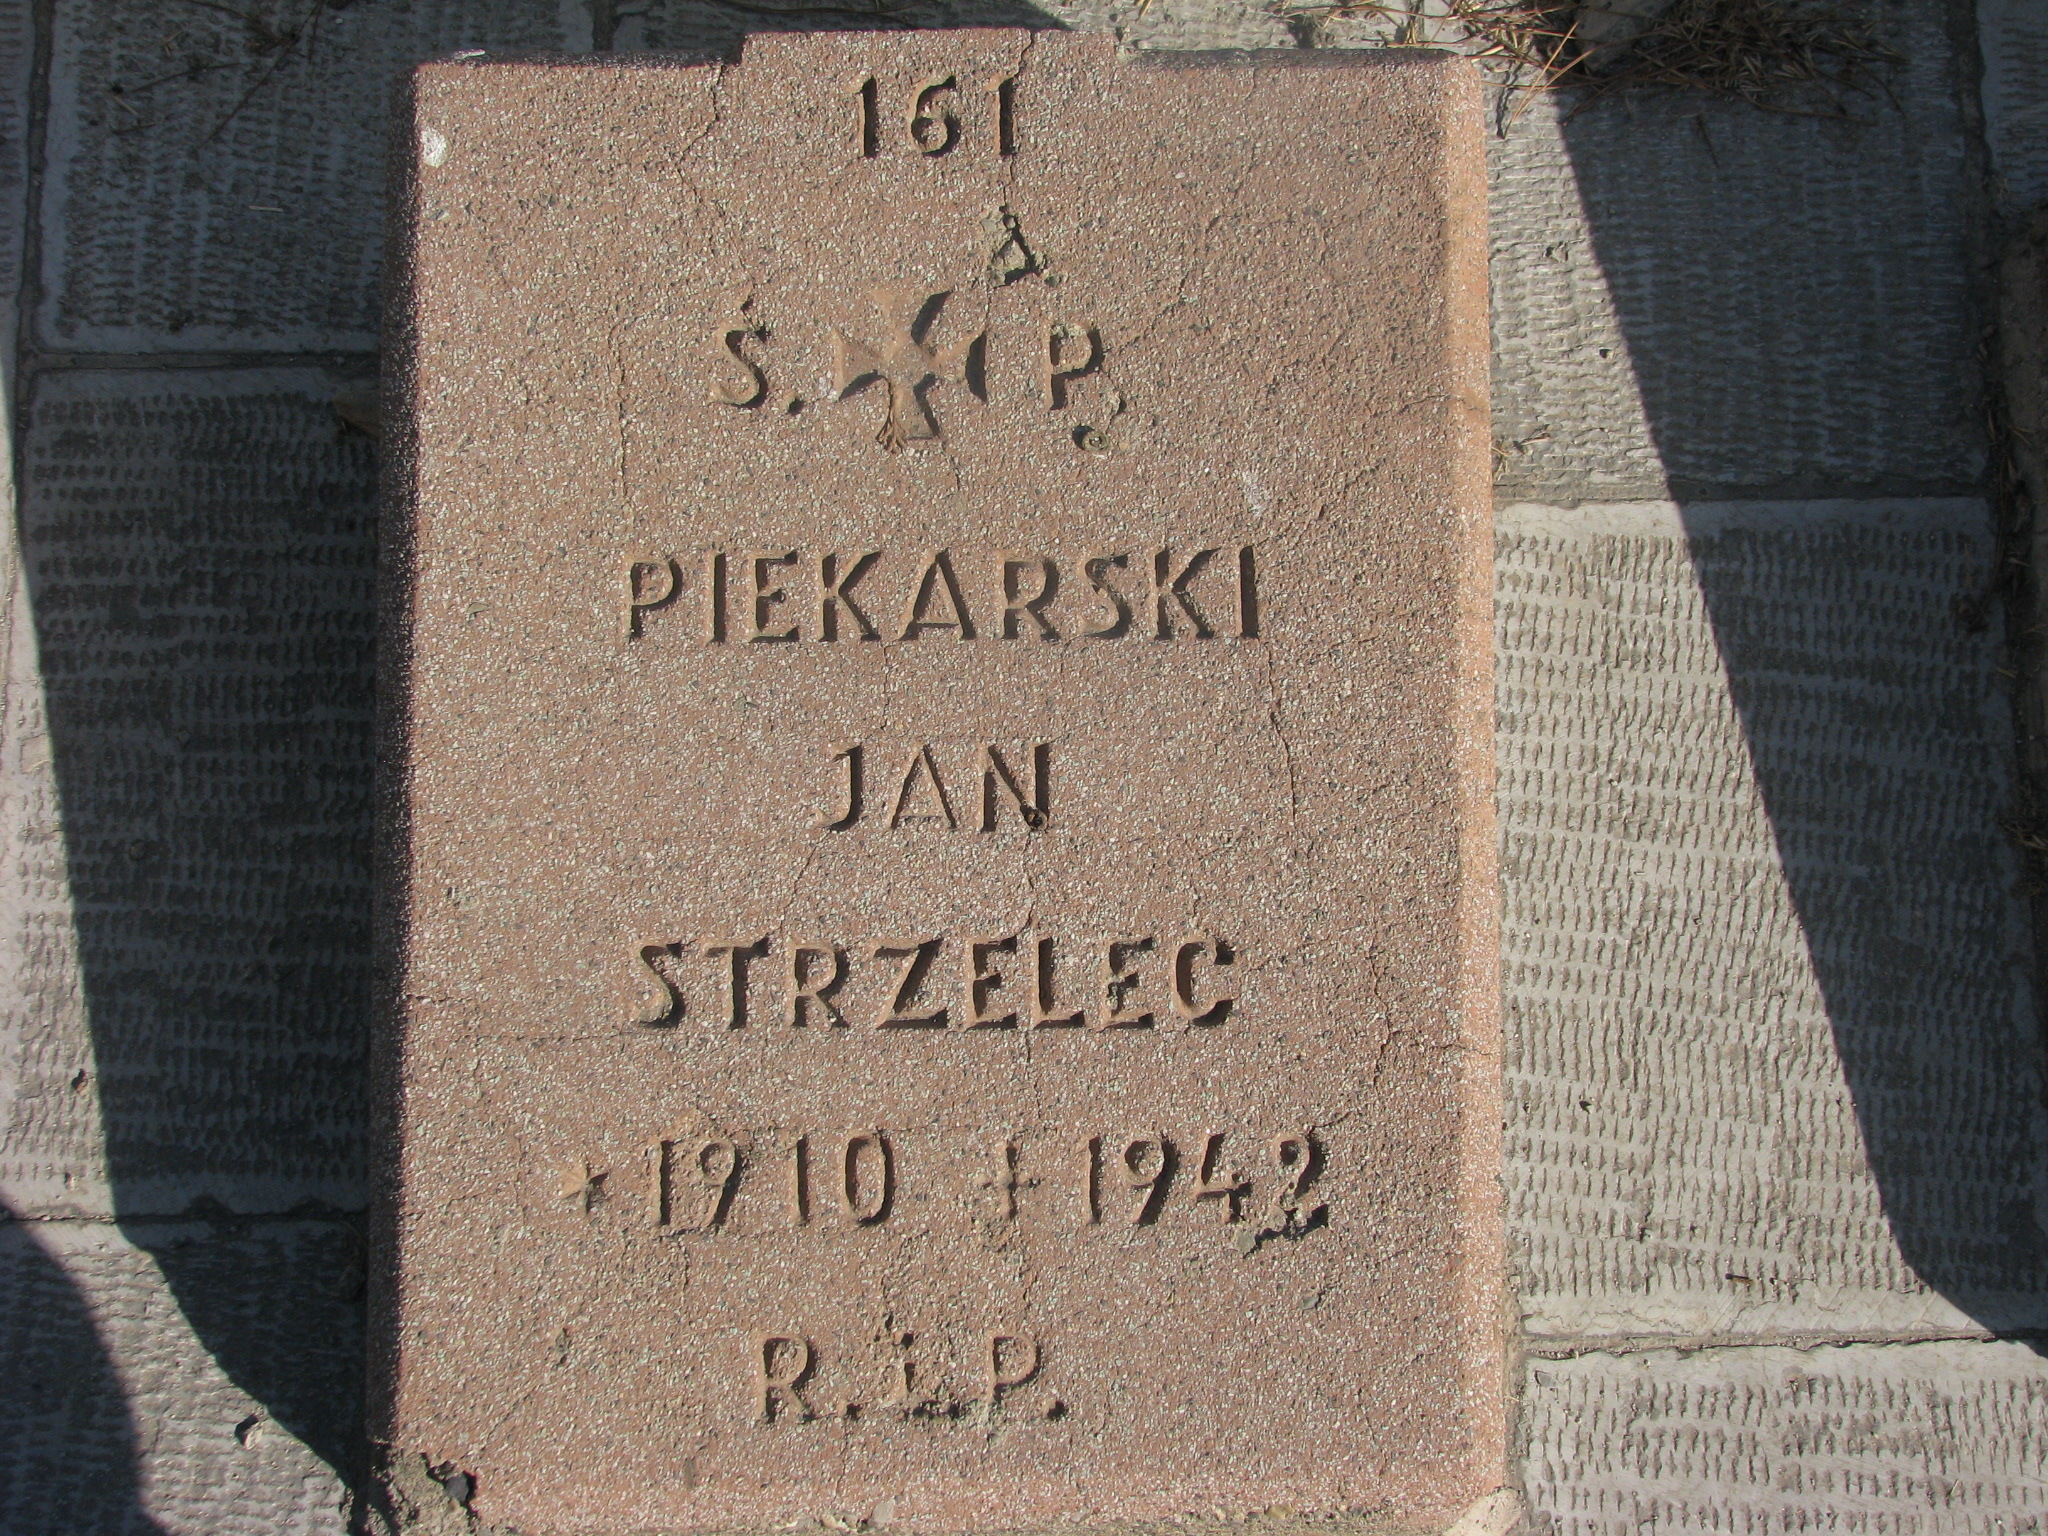 161
Ś. P.
PIEKARSKI
JAN
STRZELEC
* 1910 + 1942
R.I.P.